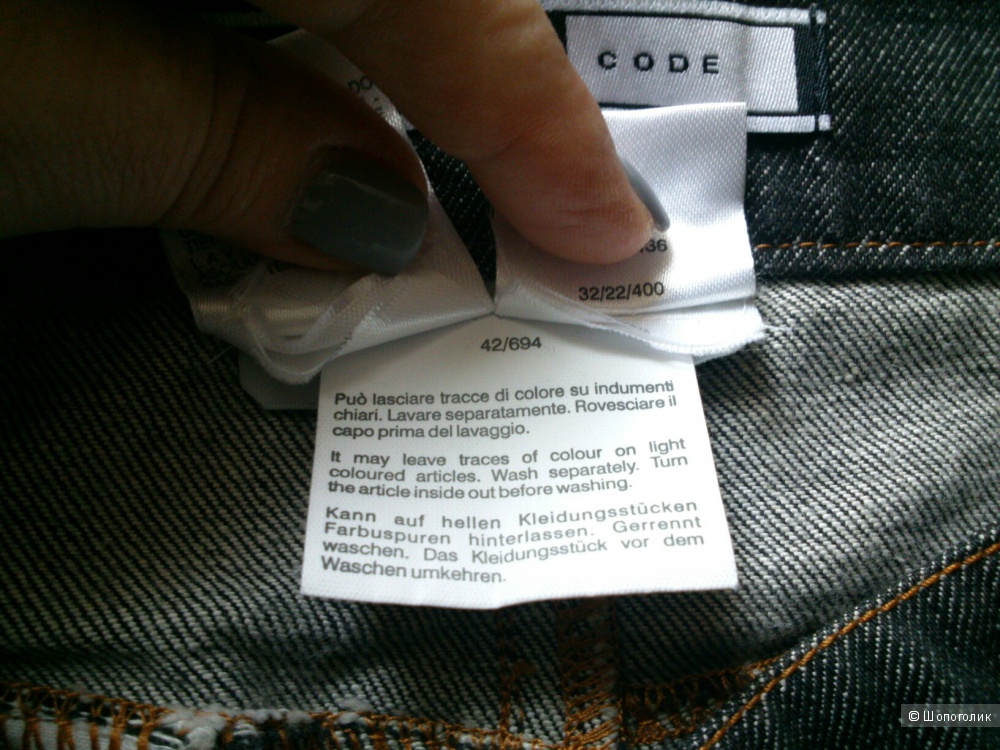 CODE
DO
36
32/22/400
42/694
Può lasciare tracce di colore su indumenti
chiari. Lavare separatamente. Rovesciare il
capo prima del lavaggio.
It may leave traces of colour on light
coloured articles. Wash separately. Turn
the article inside out before washing.
Kann auf hellen Kleidungsstücken
Farbuspuren hinterlassen. Gerrennt
waschen. Das Kleidungsstück vor dem
Waschen umkehren.
© Шопоголик